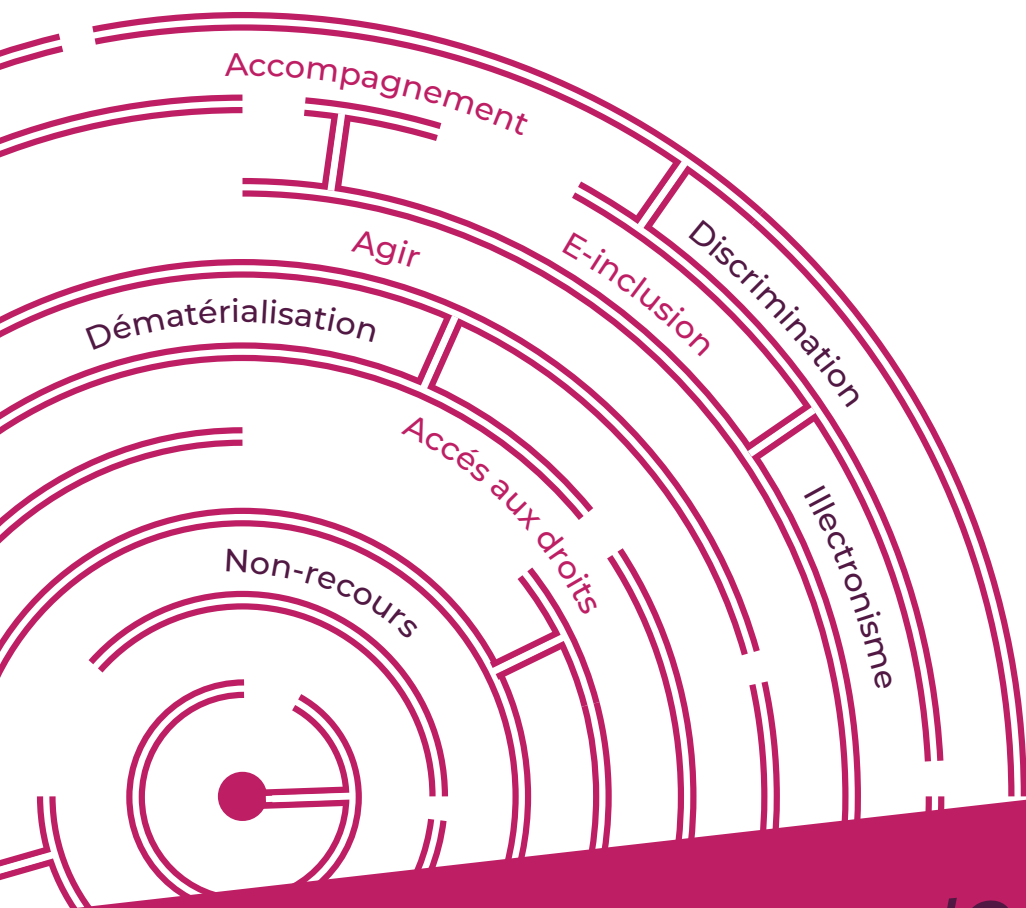 Accompagnement
Discrimination
Agir
E-inclusion
Dématérialisation
Accés aux droits
Illectronisme
Non-recours